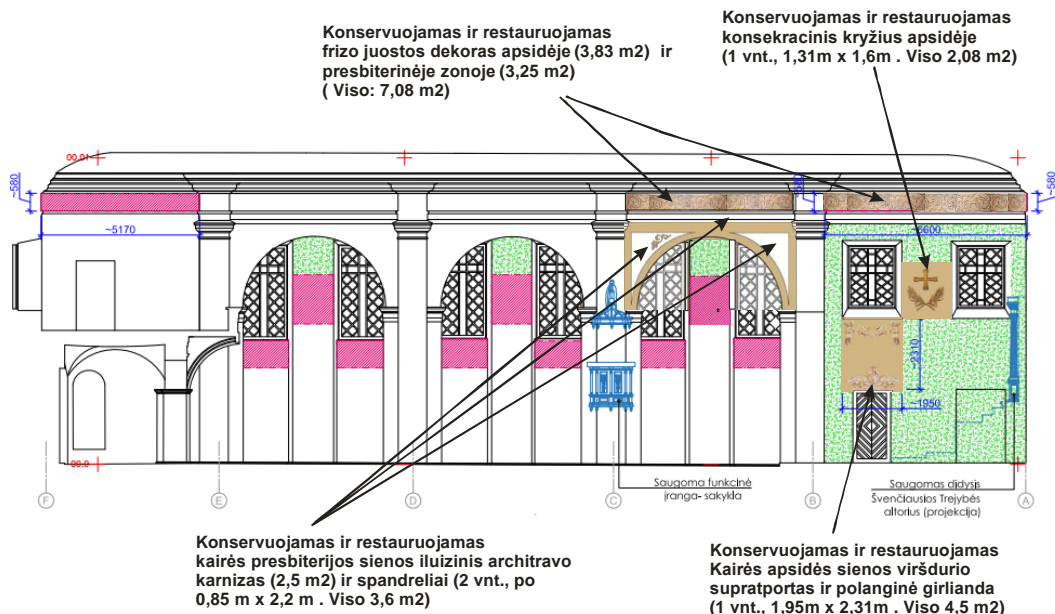 Konservuojamas ir restauruojamas
frizo juostos dekoras apsidėje (3,83 m2) ir
presbiterinėje zonoje (3,25 m2)
( Viso: 7,08 m2)
Konservuojamas ir restauruojamas
konsekracinis kryžius apsidėje
(1 vnt., 1,31m x 1,6m . Viso 2,08 m2)
00.01
~580
~580
~580
~5170
~6600
~2310
~1950
00.0
Saugoma funkcinė
įranga- sakykla
Saugomas didysis
Švenčiausios Trejybės
altorius (projekcija)
F
E
D
C
B
A
Konservuojamas ir restauruojamas
kairės presbiterijos sienos iliuzinis architravo
karnizas (2,5 m2) ir spandreliai (2 vnt., po
0,85 m x 2,2 m . Viso 3,6 m2)
Konservuojamas ir restauruojamas
Kairės apsidės sienos viršdurio
supratportas ir polanginė girlianda
(1 vnt., 1,95m x 2,31m . Viso 4,5 m2)